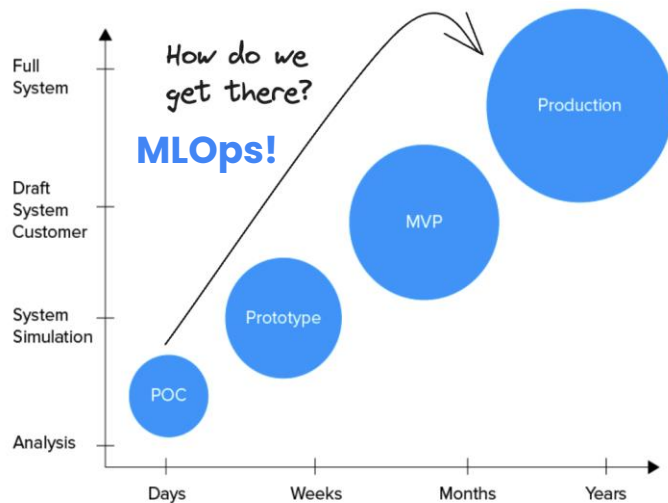 How do we
get there?
MLOps!
Full
System
Draft
System
Customer
System
Simulation
Analysis
Production
MVP
Prototype
POC
Days
Weeks
Months
Years